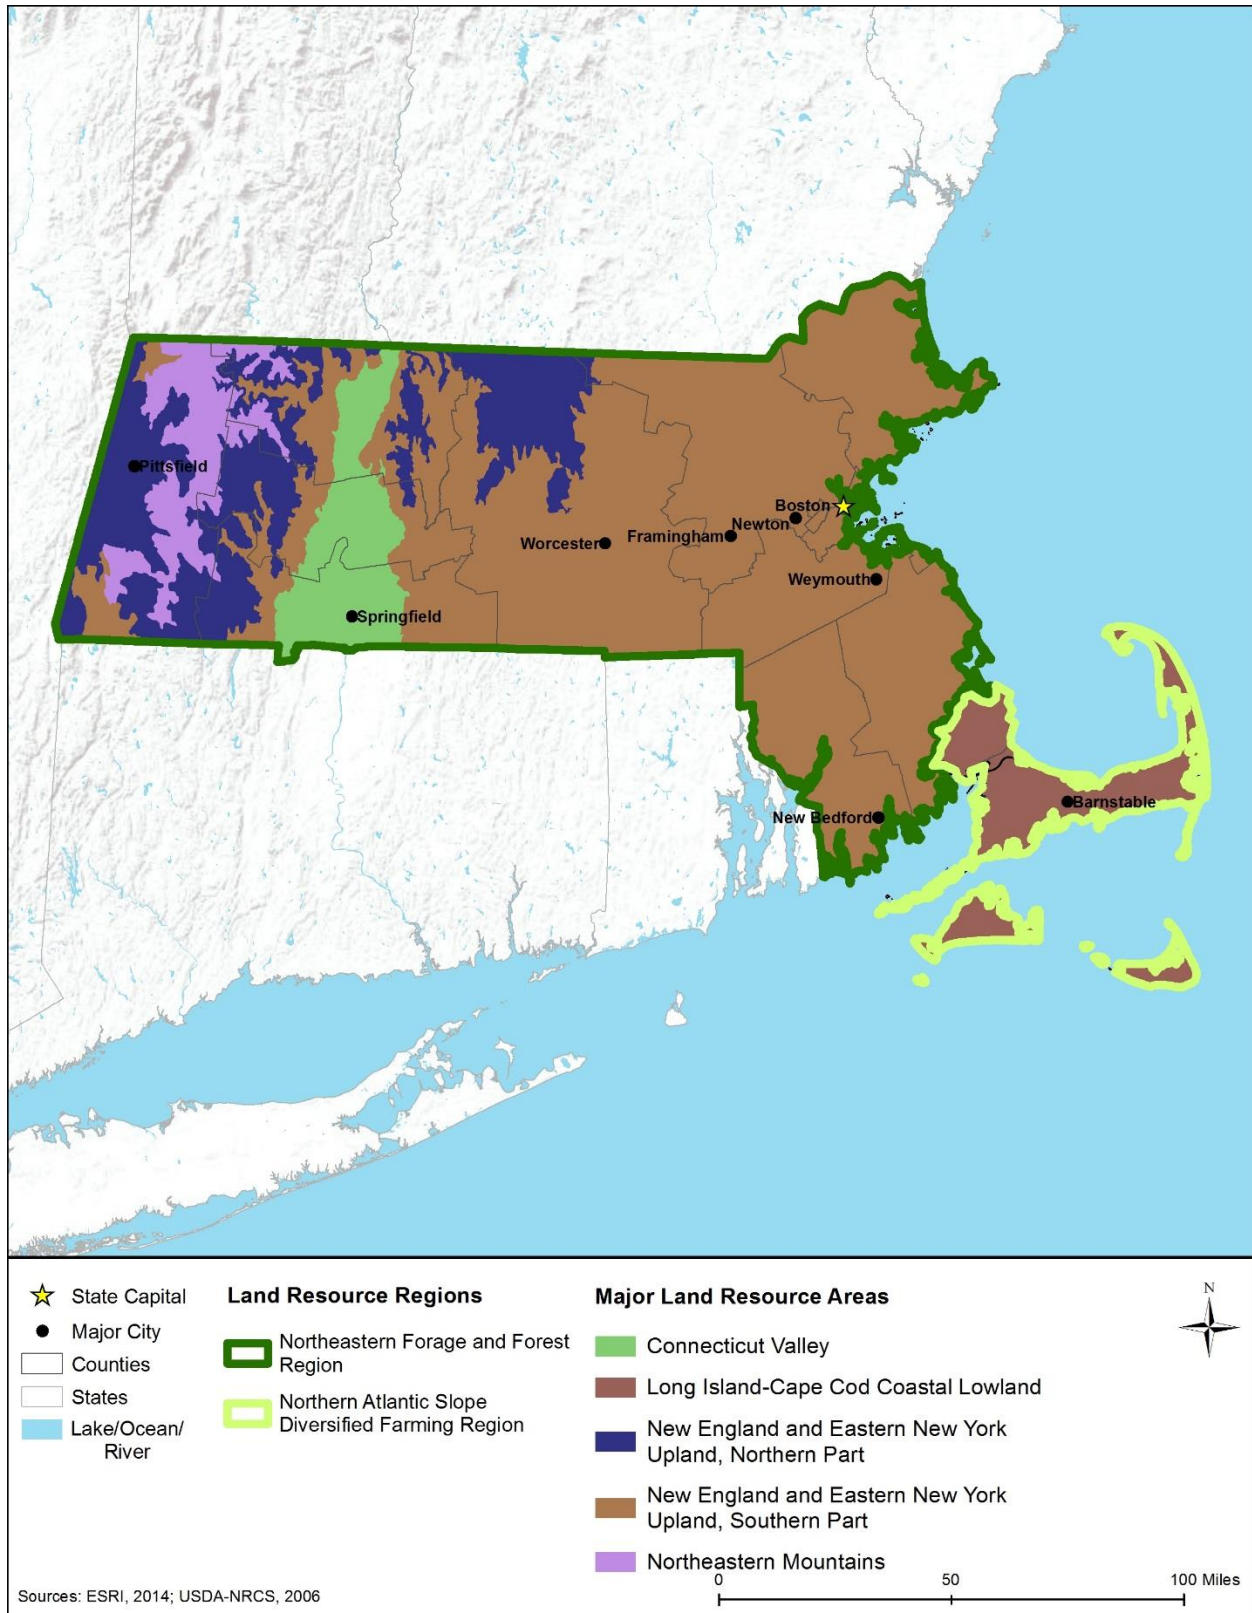 Pittsfield
Boston
Newton
Framingham
Worcester
Weymouth
Springfield
Barnstable
New Bedford
State Capital
Major City
Counties
States
Lake/Ocean/
River
Land Resource Regions
Northeastern Forage and Forest
Region
Northern Atlantic Slope
Diversified Farming Region
Major Land Resource Areas
Connecticut Valley
Long Island-Cape Cod Coastal Lowland
New England and Eastern New York
Upland, Northern Part
New England and Eastern New York
Upland, Southern Part
Northeastern Mountains
N
0 50 100 Miles
Sources: ESRI, 2014; USDA-NRCS, 2006